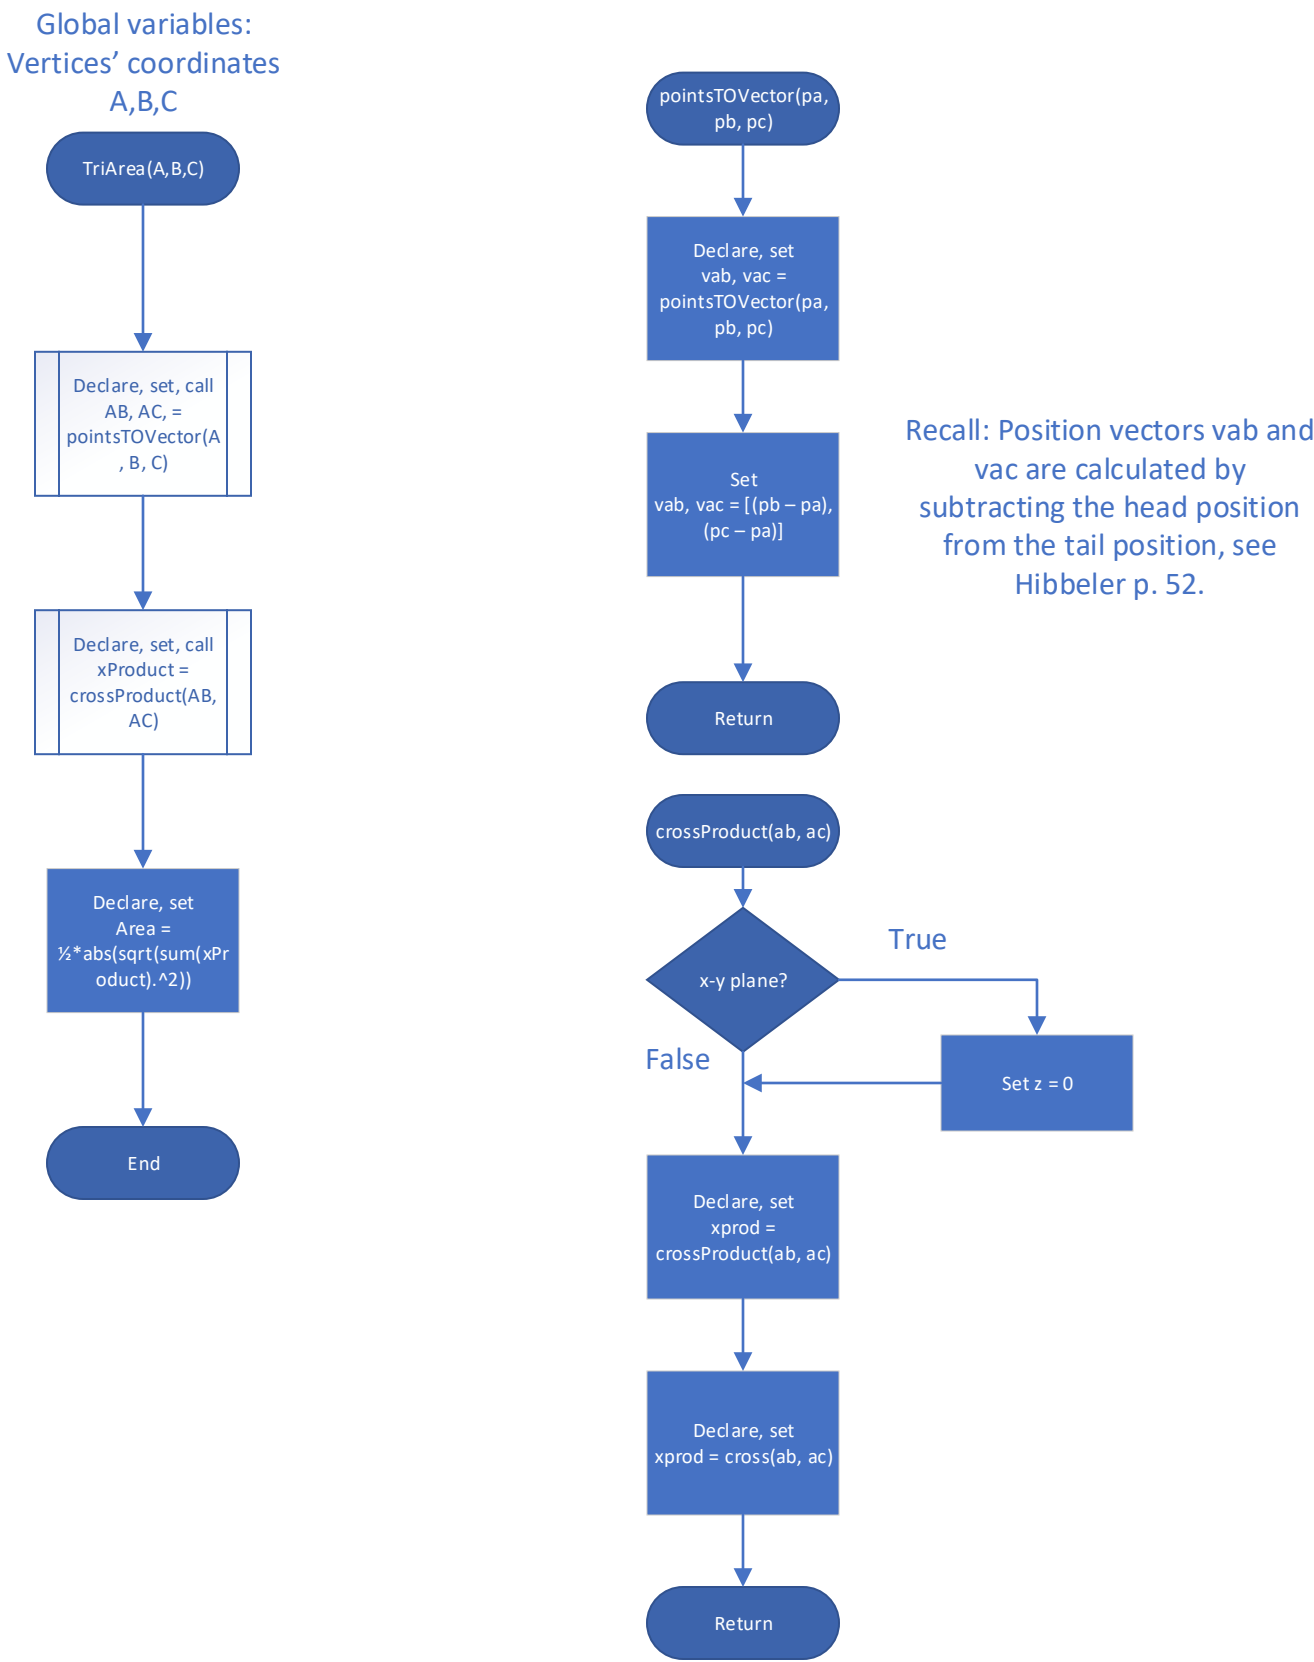 Global variables:
Vertices’ coordinates
A,B,C
TriArea(A,B,C)
Declare, set, call
AB, AC, =
pointsTOVector(A
, B, C)
Declare, set, call
xProduct =
crossProduct(AB,
AC)
Declare, set
Area =
½*abs(sqrt(sum(xPr
oduct).^2))
End
pointsTOVector(pa,
pb, pc)
Declare, set
vab, vac =
pointsTOVector(pa,
pb, pc)
Set
vab, vac = [(pb – pa),
(pc – pa)]
Recall: Position vectors vab and
vac are calculated by
subtracting the head position
from the tail position, see
Hibbeler p. 52.
Return
crossProduct(ab, ac)
x-y plane?
True
False
Set z = 0
Declare, set
xprod =
crossProduct(ab, ac)
Declare, set
xprod = cross(ab, ac)
Return